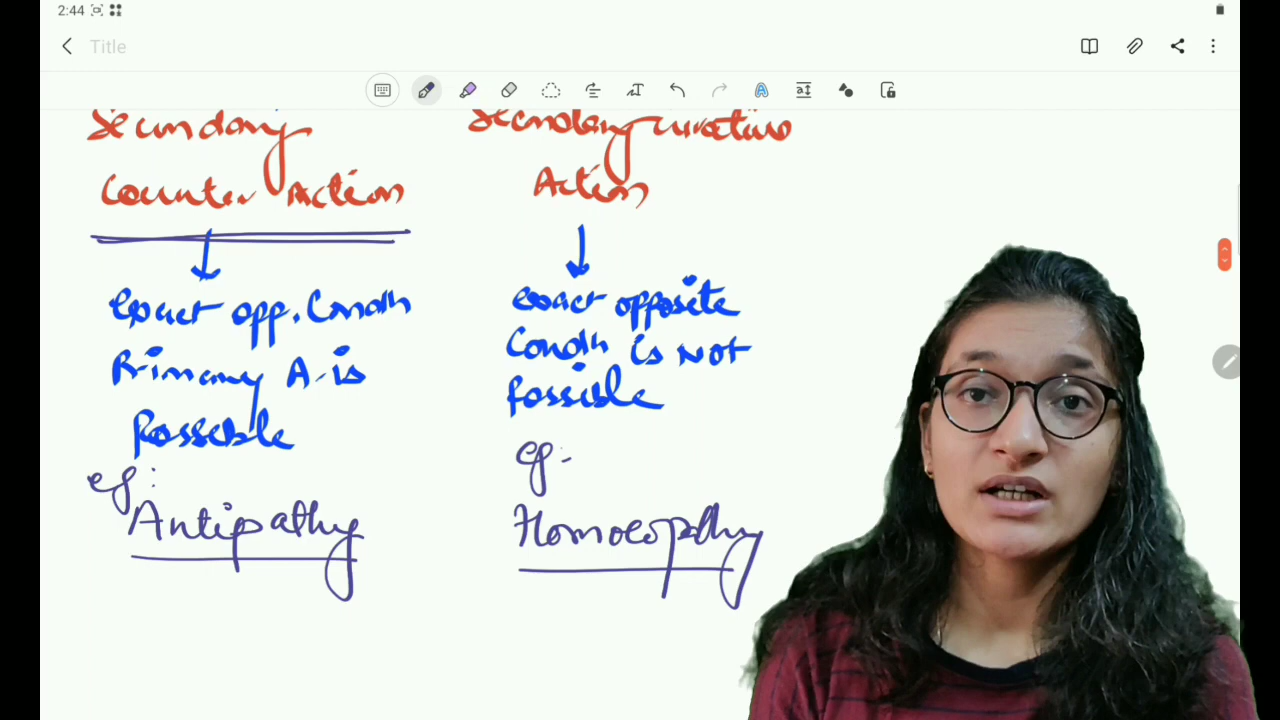 2:44
Title
Secondary
Counter Action
exact opp. Condn
Primary A. is
Possible
eg:
Antipathy
Secondary curative
Action
exact opposite
Condn is NOT
Possible
eg:-
Homoeopathy